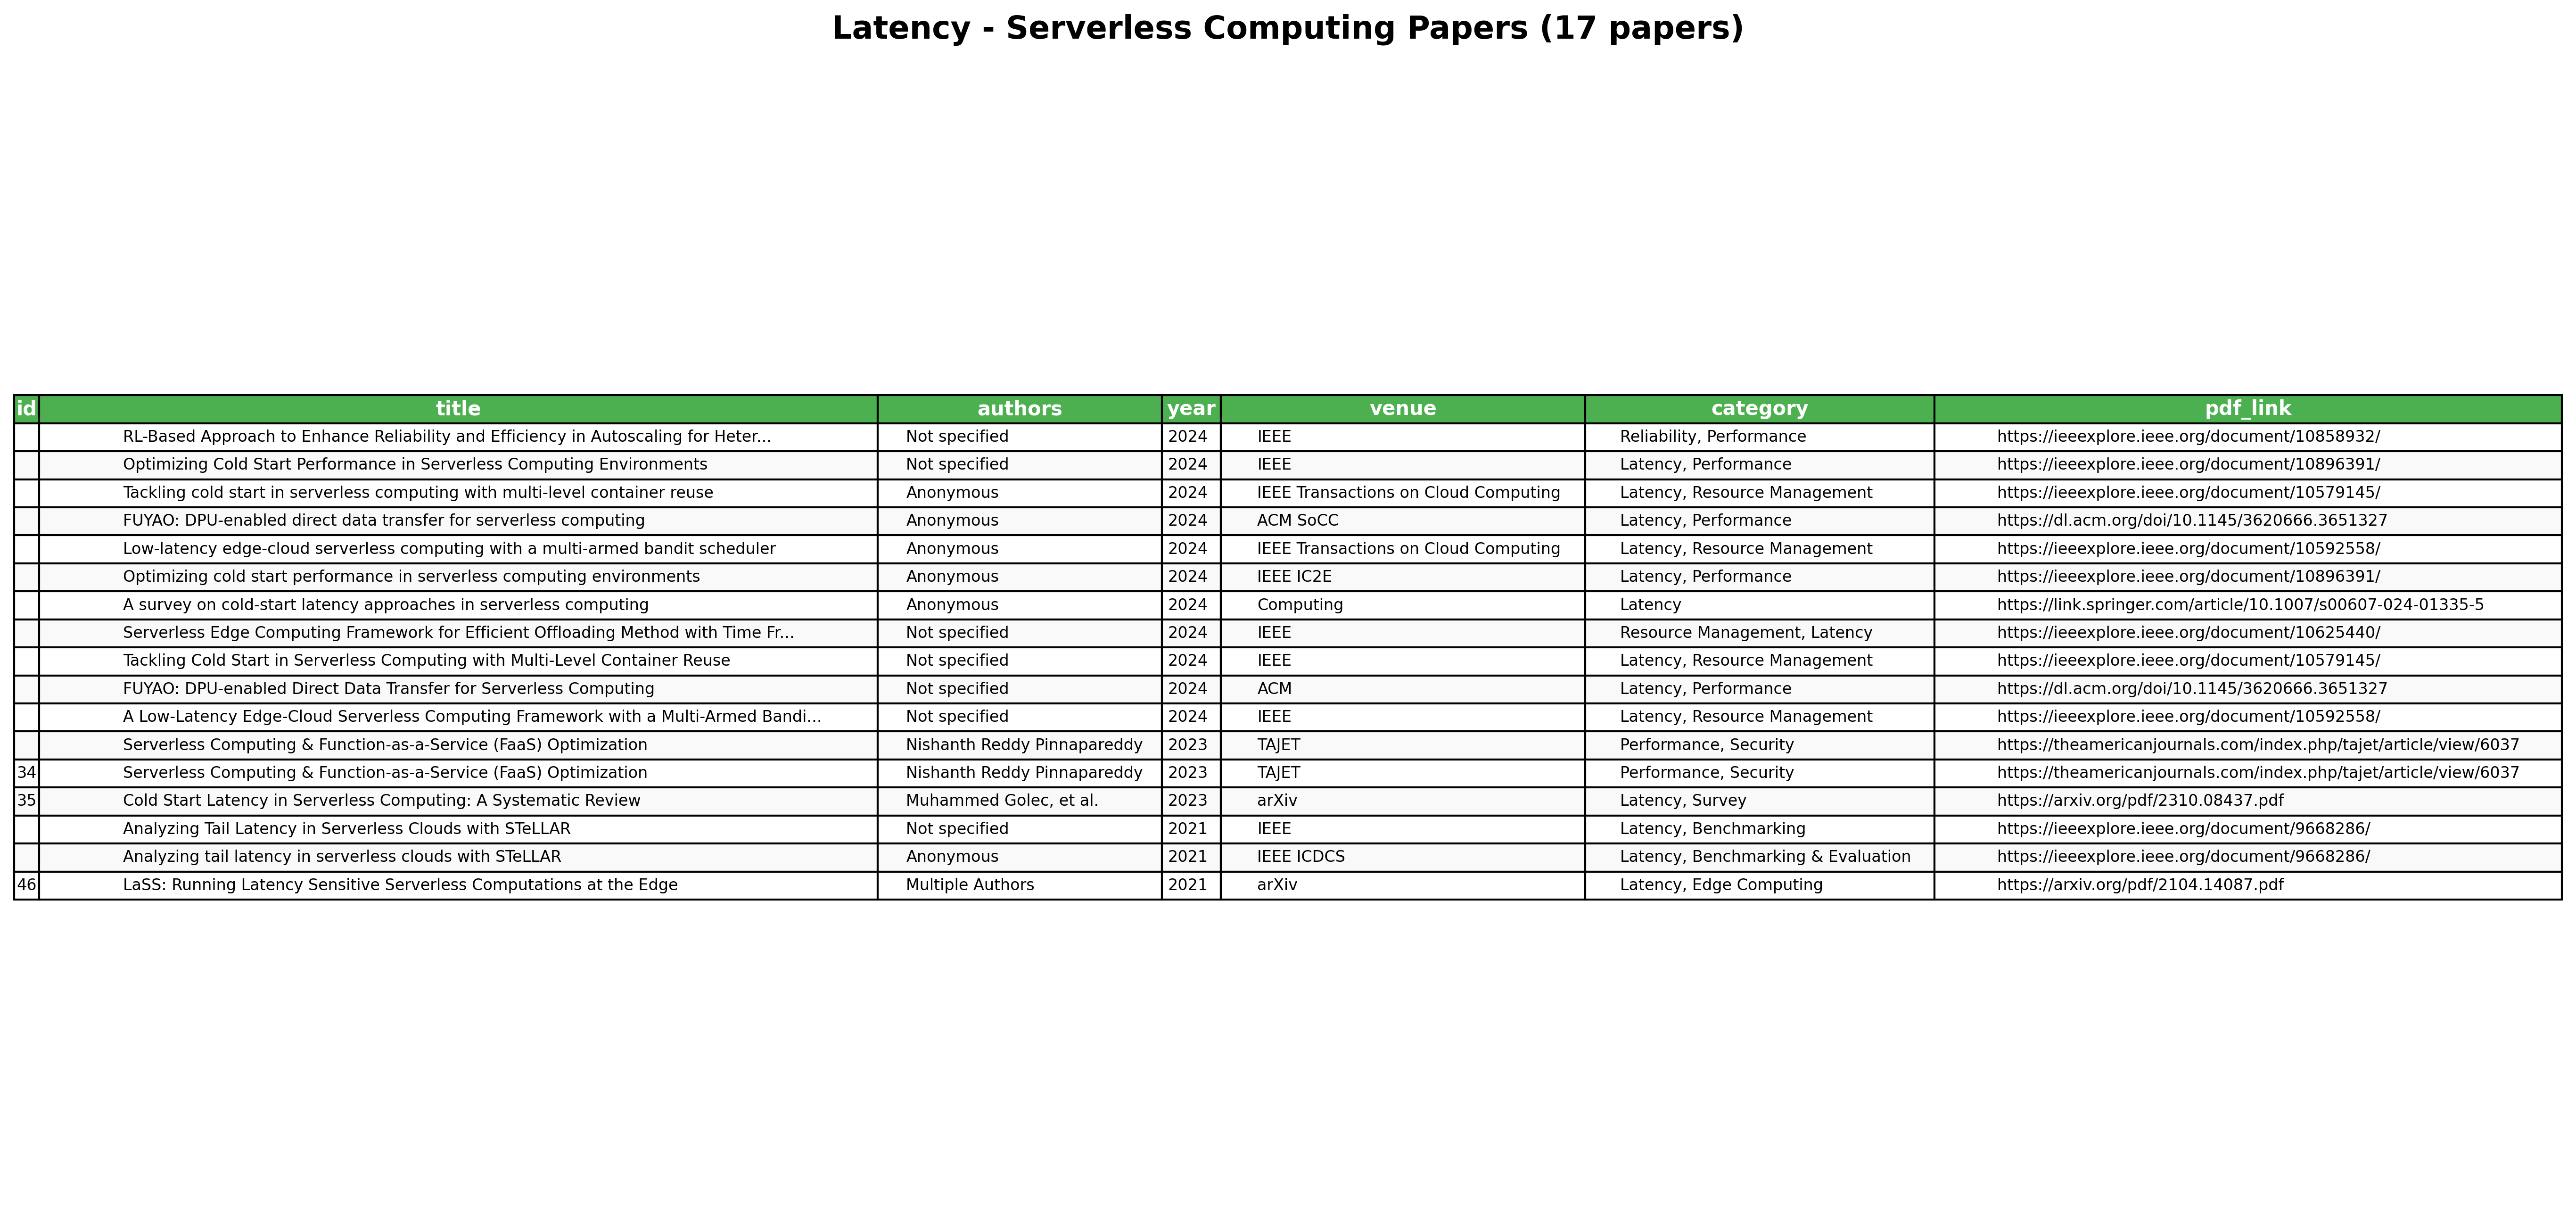 Latency - Serverless Computing Papers (17 papers)
id title authors year venue category pdf_link
RL-Based Approach to Enhance Reliability and Efficiency in Autoscaling for Heter... Not specified 2024 IEEE Reliability, Performance https://ieeexplore.ieee.org/document/10858932/
Optimizing Cold Start Performance in Serverless Computing Environments Not specified 2024 IEEE Latency, Performance https://ieeexplore.ieee.org/document/10896391/
Tackling cold start in serverless computing with multi-level container reuse Anonymous 2024 IEEE Transactions on Cloud Computing Latency, Resource Management https://ieeexplore.ieee.org/document/10579145/
FUYAO: DPU-enabled direct data transfer for serverless computing Anonymous 2024 ACM SoCC Latency, Performance https://dl.acm.org/doi/10.1145/3620666.3651327
Low-latency edge-cloud serverless computing with a multi-armed bandit scheduler Anonymous 2024 IEEE Transactions on Cloud Computing Latency, Resource Management https://ieeexplore.ieee.org/document/10592558/
Optimizing cold start performance in serverless computing environments Anonymous 2024 IEEE IC2E Latency, Performance https://ieeexplore.ieee.org/document/10896391/
A survey on cold-start latency approaches in serverless computing Anonymous 2024 Computing Latency https://link.springer.com/article/10.1007/s00607-024-01335-5
Serverless Edge Computing Framework for Efficient Offloading Method with Time Fr... Not specified 2024 IEEE Resource Management, Latency https://ieeexplore.ieee.org/document/10625440/
Tackling Cold Start in Serverless Computing with Multi-Level Container Reuse Not specified 2024 IEEE Latency, Resource Management https://ieeexplore.ieee.org/document/10579145/
FUYAO: DPU-enabled Direct Data Transfer for Serverless Computing Not specified 2024 ACM Latency, Performance https://dl.acm.org/doi/10.1145/3620666.3651327
A Low-Latency Edge-Cloud Serverless Computing Framework with a Multi-Armed Bandi... Not specified 2024 IEEE Latency, Resource Management https://ieeexplore.ieee.org/document/10592558/
Serverless Computing & Function-as-a-Service (FaaS) Optimization Nishanth Reddy Pinnapareddy 2023 TAJET Performance, Security https://theamericanjournals.com/index.php/tajet/article/view/6037
34 Serverless Computing & Function-as-a-Service (FaaS) Optimization Nishanth Reddy Pinnapareddy 2023 TAJET Performance, Security https://theamericanjournals.com/index.php/tajet/article/view/6037
35 Cold Start Latency in Serverless Computing: A Systematic Review Muhammed Golec, et al. 2023 arXiv Latency, Survey https://arxiv.org/pdf/2310.08437.pdf
Analyzing Tail Latency in Serverless Clouds with STeLLAR Not specified 2021 IEEE Latency, Benchmarking https://ieeexplore.ieee.org/document/9668286/
Analyzing tail latency in serverless clouds with STeLLAR Anonymous 2021 IEEE ICDCS Latency, Benchmarking & Evaluation https://ieeexplore.ieee.org/document/9668286/
46 LaSS: Running Latency Sensitive Serverless Computations at the Edge Multiple Authors 2021 arXiv Latency, Edge Computing https://arxiv.org/pdf/2104.14087.pdf